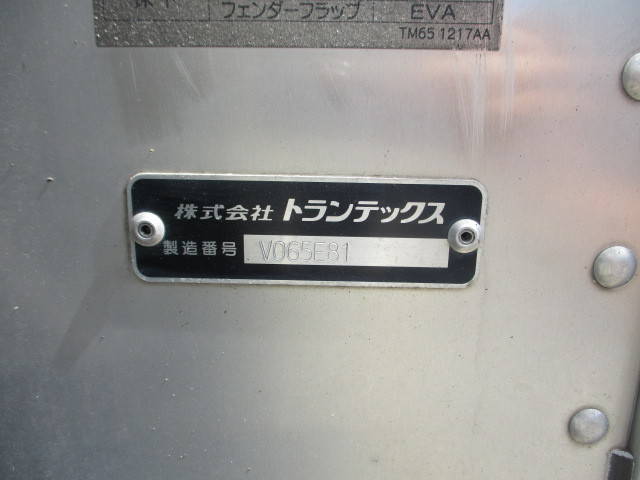 フェンダーフラップ EVA
TM65 1217AA
株式会社 トランテックス
製造番号 V065E81